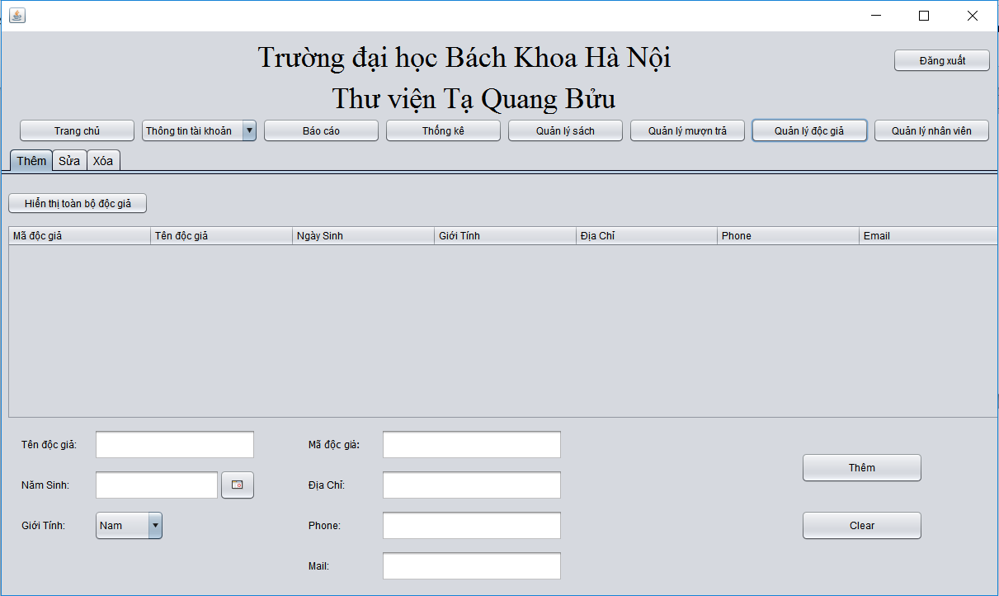 Trường đại học Bách Khoa Hà Nội
Đăng xuất
Thư viện Tạ Quang Bửu
Trang chủ Thông tin tài khoản Báo cáo Thống kê Quản lý sách Quản lý mượn trả Quản lý độc giả Quản lý nhân viên
Thêm Sửa Xóa
Hiển thị toàn bộ độc giả
Mã độc giả Tên độc giả Ngày Sinh Giới Tính Địa Chỉ Phone Email
Tên độc giả: Mã độc giả:
Thêm
Năm Sinh: Địa Chỉ:
Giới Tính: Nam Phone: Clear
Mail: